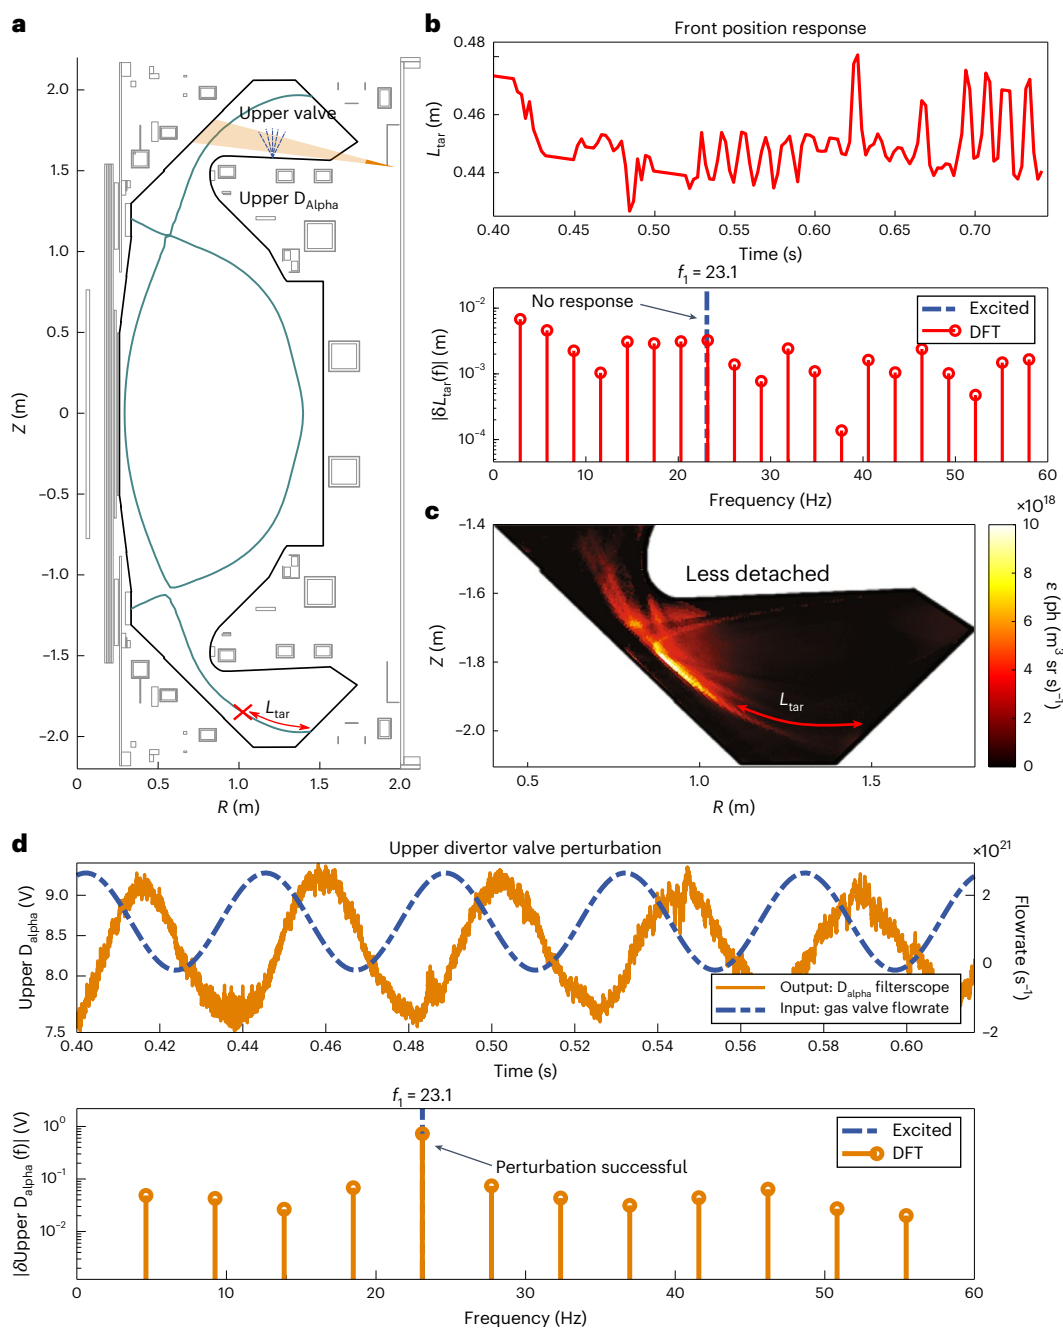 a
2.0
1.5
1.0
0.5
0
–0.5
–1.0
–1.5
–2.0
Z (m)
0
0.5
1.0
1.5
2.0
R (m)
Upper valve
Upper D_Alpha
L_tar
b
Front position response
0.48
0.46
0.44
L_tar (m)
0.40
0.45
0.50
0.55
0.60
0.65
0.70
Time (s)
f_1 = 23.1
No response
Excited
DFT
10^–2
10^–3
10^–4
|δL_tar(f)| (m)
0
10
20
30
40
50
60
Frequency (Hz)
c
Less detached
L_tar
–1.4
–1.6
–1.8
–2.0
Z (m)
0.5
1.0
1.5
R (m)
×10^18
10
8
6
4
2
0
ε (ph (m^3 sr s)^–1)
d
Upper divertor valve perturbation
×10^21
9.0
8.5
8.0
7.5
Upper D_alpha (V)
2
0
–2
Flowrate (s^–1)
Output: D_alpha filterscope
Input: gas valve flowrate
0.40
0.42
0.44
0.46
0.48
0.50
0.52
0.54
0.56
0.58
0.60
Time (s)
f_1 = 23.1
Excited
DFT
Perturbation successful
10^0
10^–1
10^–2
|δUpper D_alpha (f)| (V)
0
10
20
30
40
50
60
Frequency (Hz)